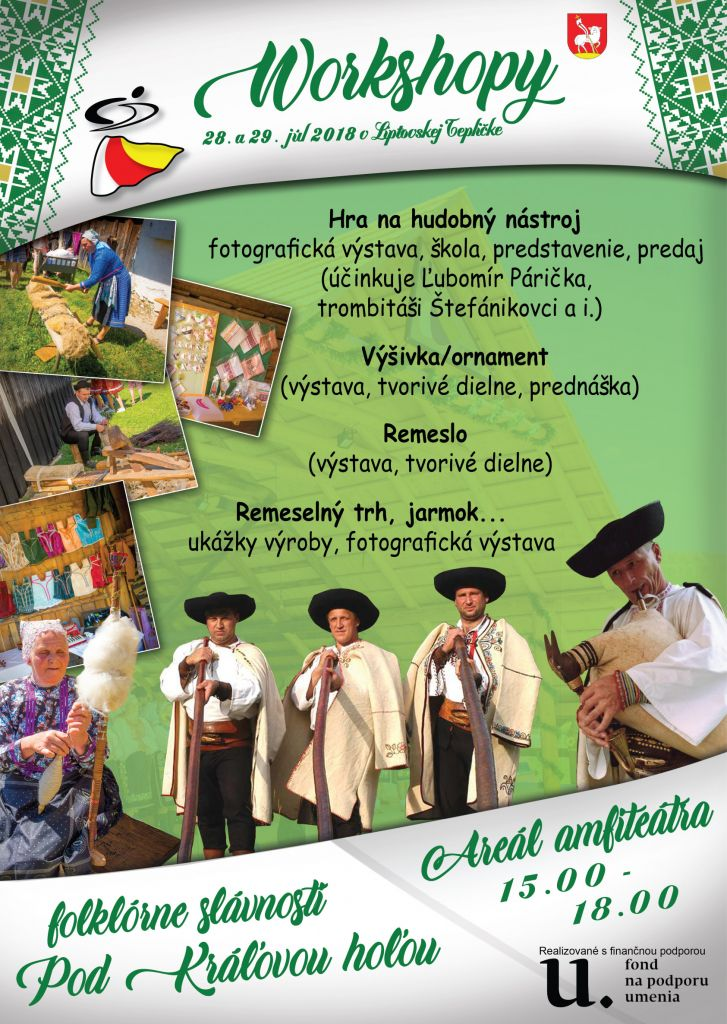 Workshopy
28. a 29. júl 2018 v Liptovskej Tepličke
Hra na hudobný nástroj
fotografická výstava, škola, predstavenie, predaj
(účinkuje Ľubomír Párička,
trombitáši Štefánikovci a i.)
Výšivka/ornament
(výstava, tvorivé dielne, prednáška)
Remeslo
(výstava, tvorivé dielne)
Remeselný trh, jarmok...
ukážky výroby, fotografická výstava
Areál amfiteátra
15.00 -
18.00
folklórne slávnosti
Pod Kráľovou hoľou
Realizované s finančnou podporou
u.
fond
na podporu
umenia